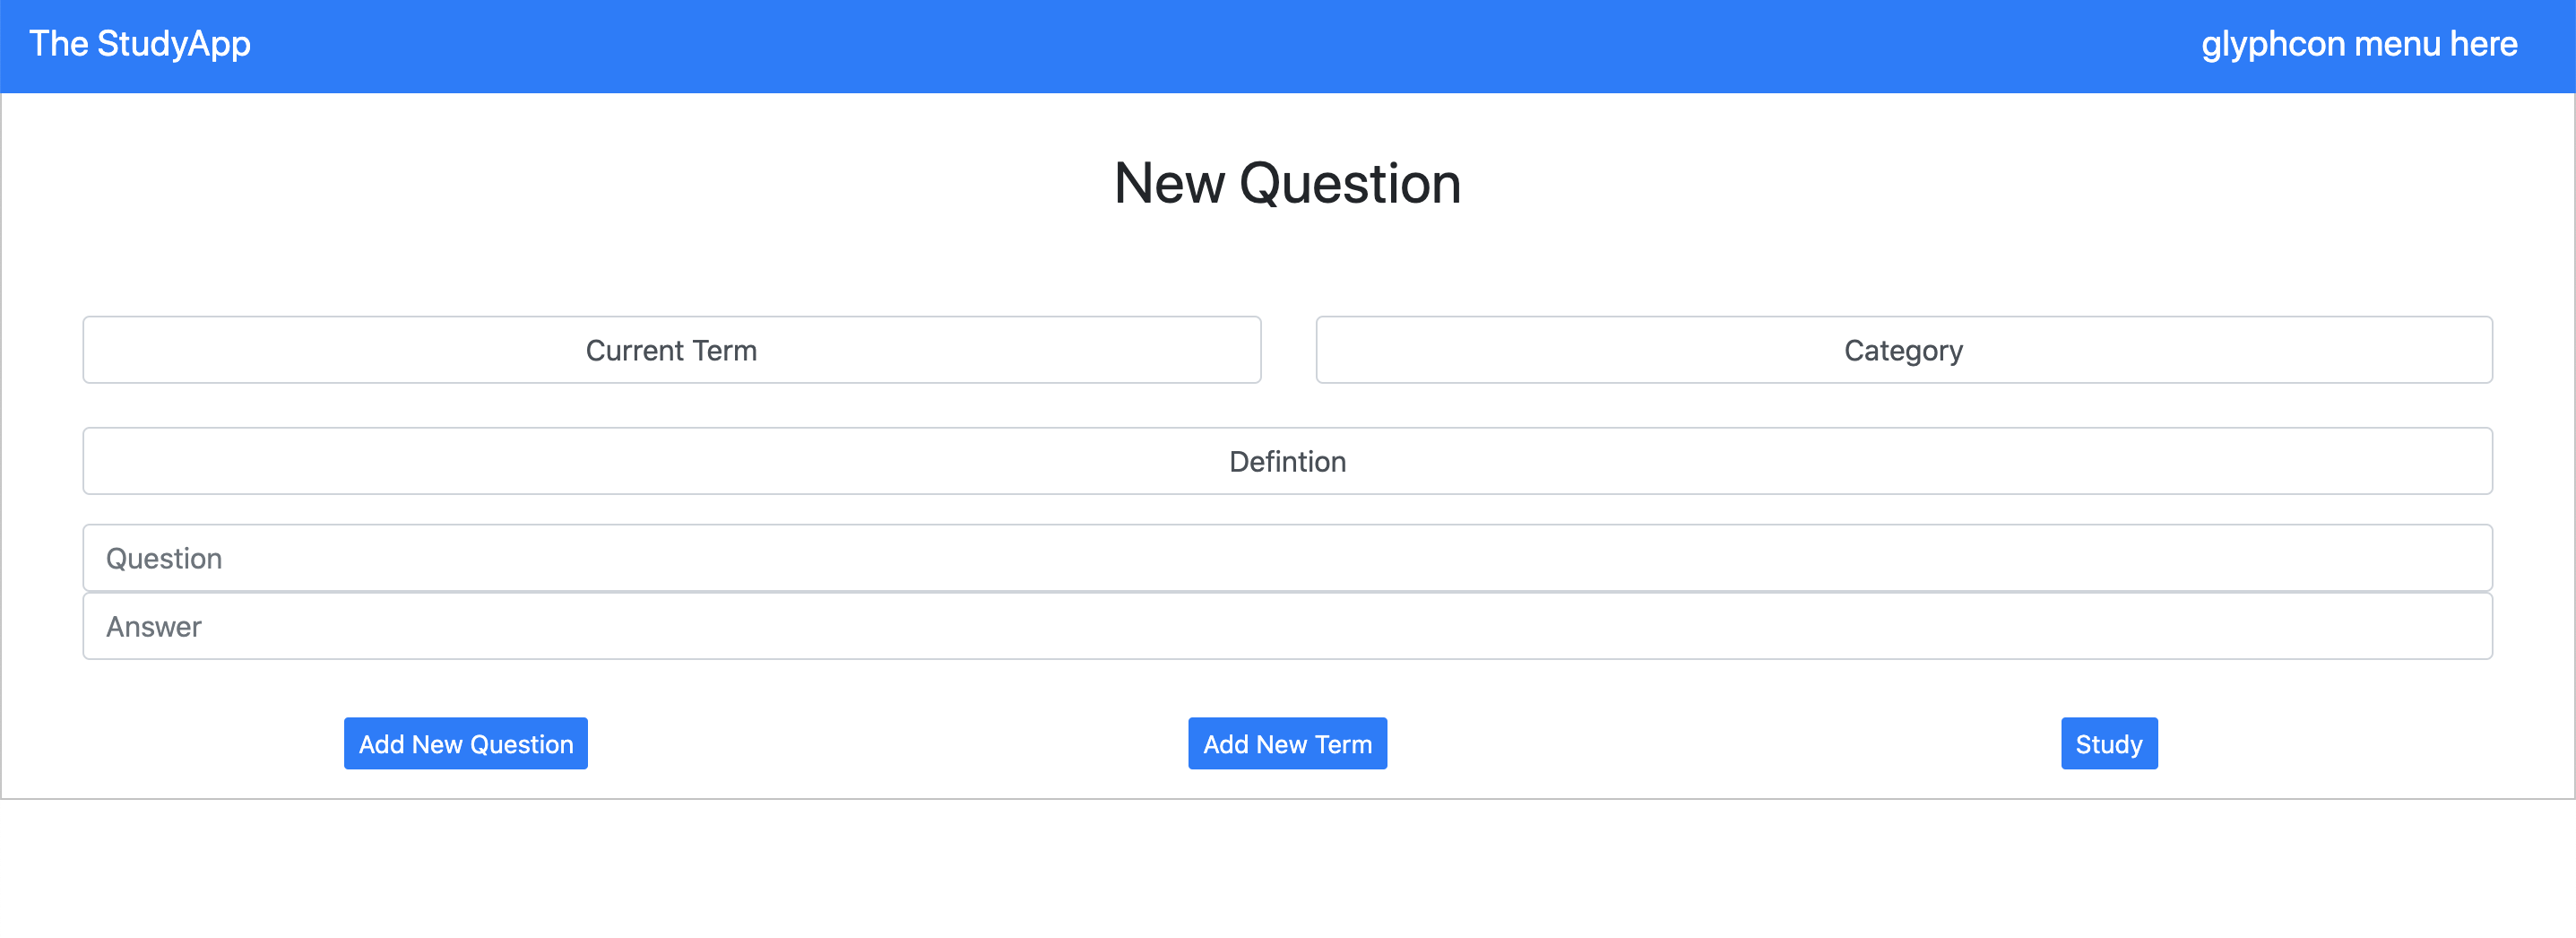 The StudyApp
glyphcon menu here
New Question
Current Term
Category
Defintion
Question
Answer
Add New Question
Add New Term
Study